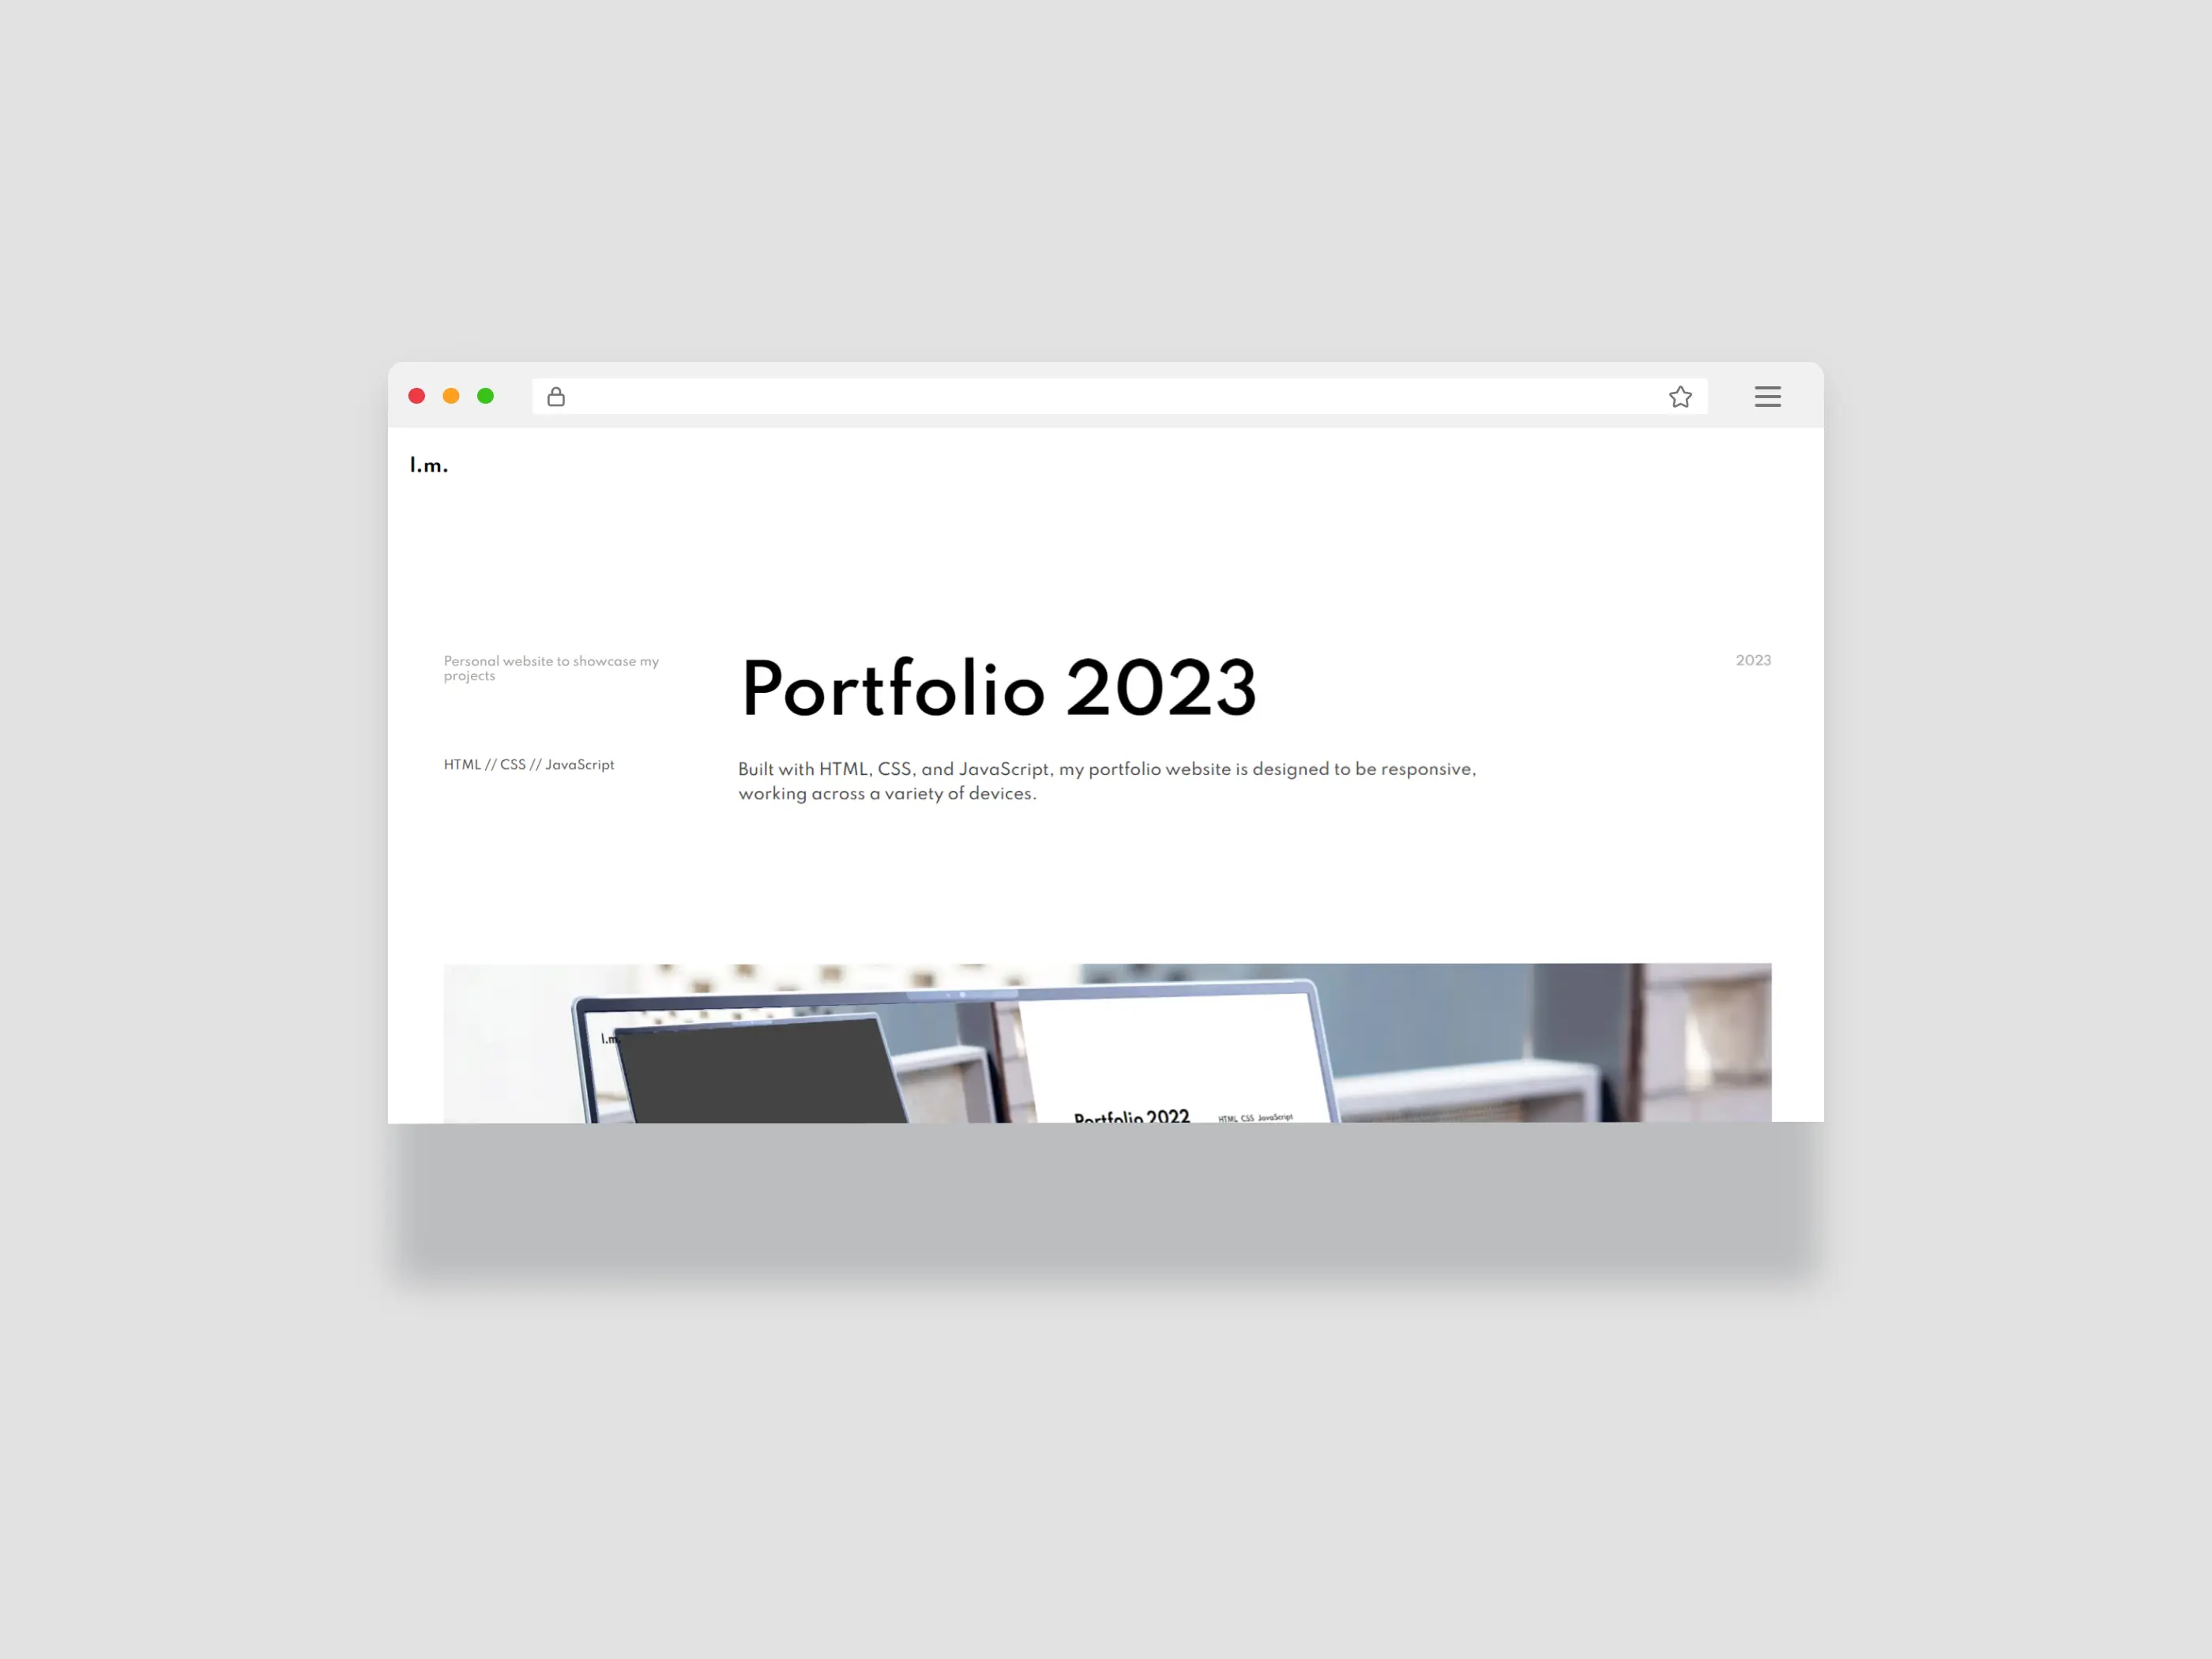 l.m.
Personal website to showcase my
projects
Portfolio 2023
2023
HTML // CSS // JavaScript
Built with HTML, CSS, and JavaScript, my portfolio website is designed to be responsive,
working across a variety of devices.
l.m.
Portfolio 2022
HTML CSS JavaScript